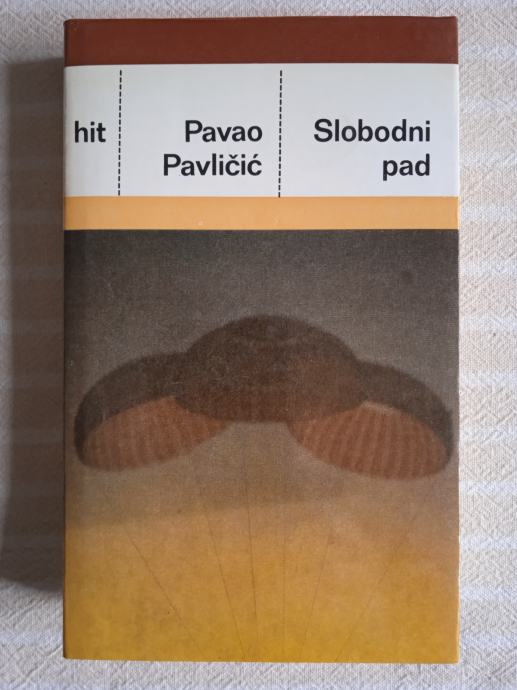 hit
Pavao
Pavličić
Slobodni
pad